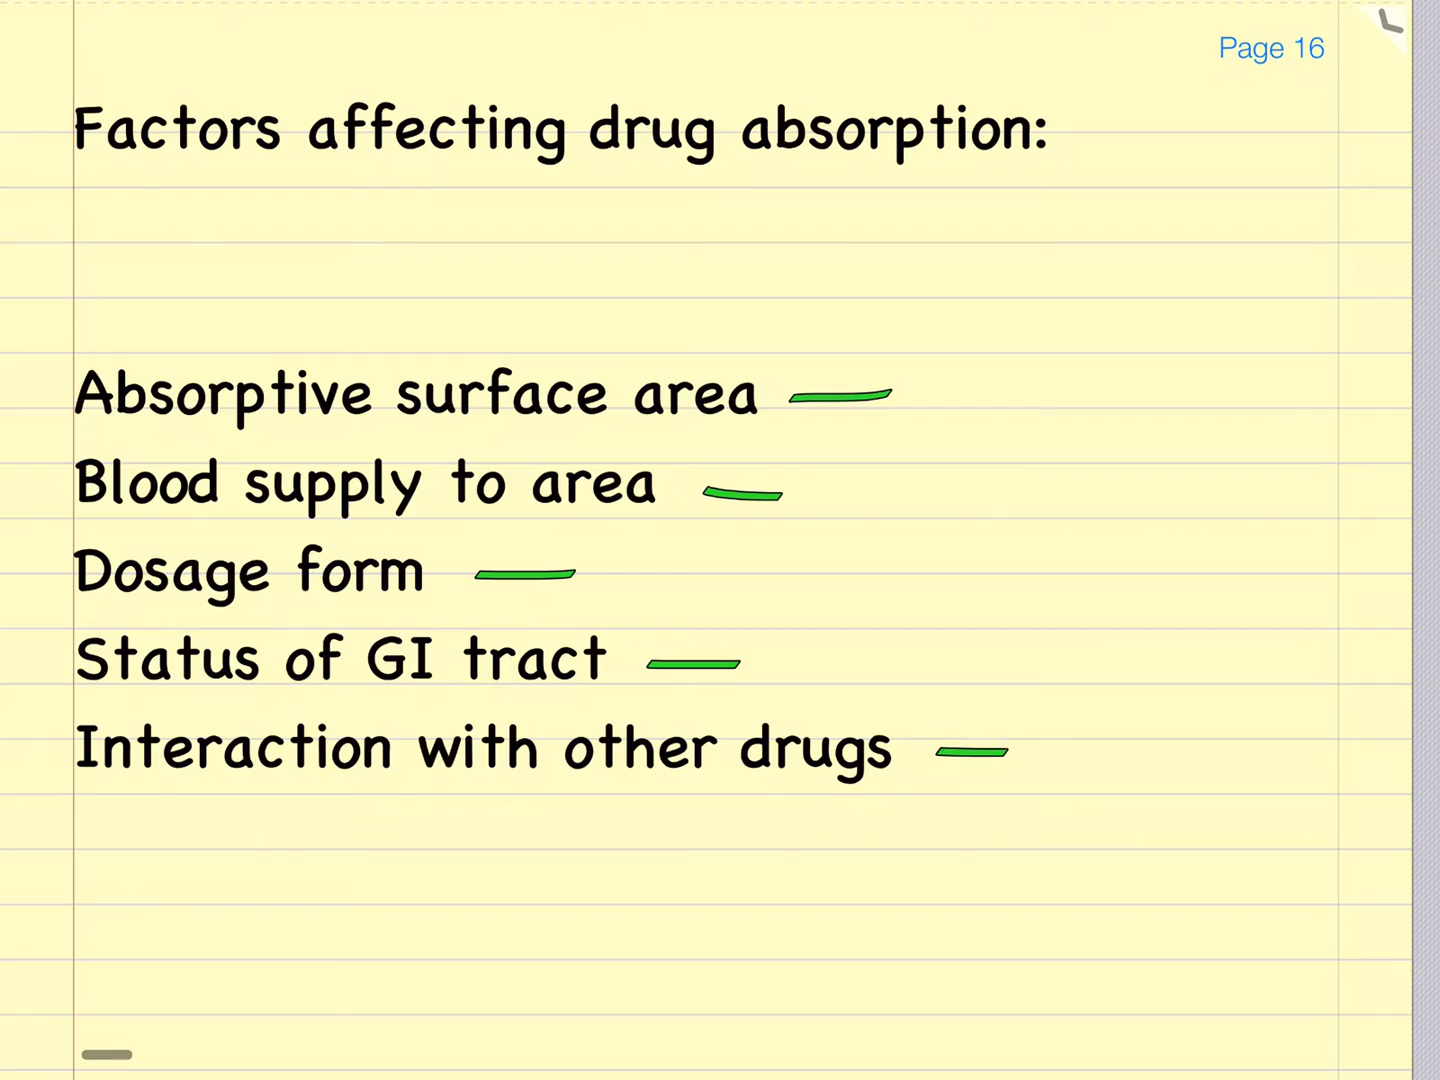 Page 16
Factors affecting drug absorption:
Absorptive surface area
Blood supply to area
Dosage form
Status of GI tract
Interaction with other drugs